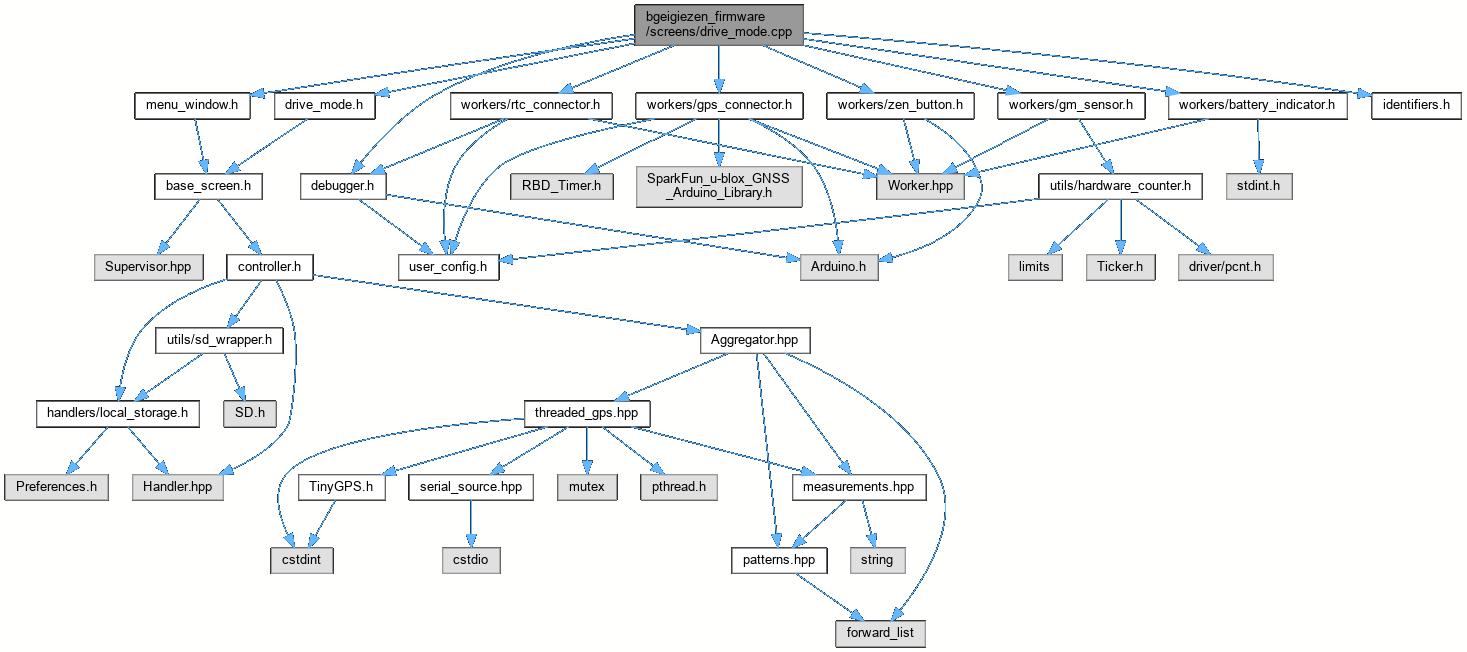 bgeigiezen_firmware
/screens/drive_mode.cpp
menu_window.h
drive_mode.h
workers/rtc_connector.h
workers/gps_connector.h
workers/zen_button.h
workers/gm_sensor.h
workers/battery_indicator.h
identifiers.h
base_screen.h
debugger.h
RBD_Timer.h
SparkFun_u-blox_GNSS
_Arduino_Library.h
Worker.hpp
utils/hardware_counter.h
stdint.h
Supervisor.hpp
controller.h
user_config.h
Arduino.h
limits
Ticker.h
driver/pcnt.h
utils/sd_wrapper.h
Aggregator.hpp
handlers/local_storage.h
SD.h
threaded_gps.hpp
Preferences.h
Handler.hpp
TinyGPS.h
serial_source.hpp
mutex
pthread.h
measurements.hpp
cstdint
cstdio
patterns.hpp
string
forward_list